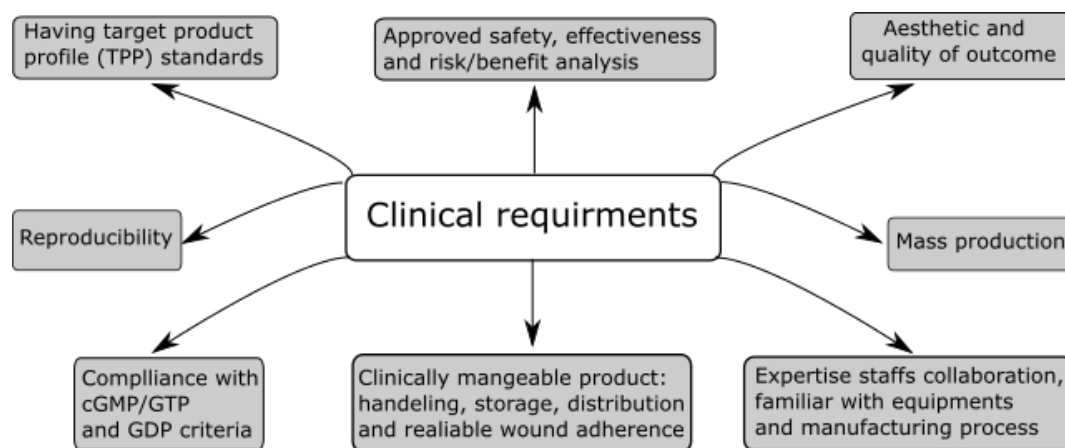 Having target product
profile (TPP) standards
Approved safety, effectiveness
and risk/benefit analysis
Aesthetic and
quality of outcome
Clinical requirments
Reproducibility
Mass production
Complliance with
cGMP/GTP
and GDP criteria
Clinically mangeable product:
handeling, storage, distribution
and realiable wound adherence
Expertise staffs collaboration,
familiar with equipments
and manufacturing process